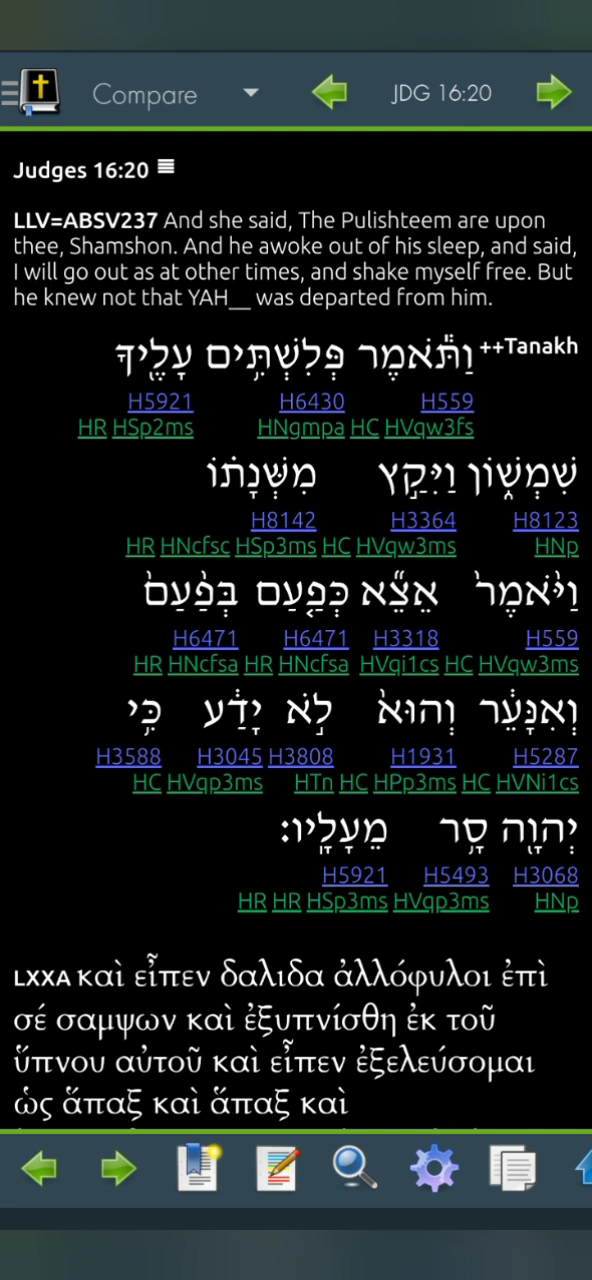 Compare
JDG 16:20
Judges 16:20
LLV=ABSV237 And she said, The Pulishteem are upon
thee, Shamshon. And he awoke out of his sleep, and said,
I will go out as at other times, and shake myself free. But
he knew not that YAH__ was departed from him.
++Tanakh וַתֹּ֕אמֶר פְּלִשְׁתִּ֥ים עָלֶ֖יךָ
H5921 H6430 H559
HR HSp2ms HNgmpa HC HVqw3fs
שִׁמְשׁ֑וֹן וַיִּקַ֣ץ מִשְּׁנָת֗וֹ
H8142 H3364 H8123
HR HNcfsc HSp3ms HC HVqw3ms HNp
וַיֹּ֙אמֶר֙ אֵצֵ֞א כְּפַ֤עַם בְּפַ֙עַם֙
H6471 H6471 H3318 H559
HR HNcfsa HR HNcfsa HVqi1cs HC HVqw3ms
וְאִנָּעֵ֔ר וְהוּא֙ לֹ֣א יָדַ֔ע כִּ֥י
H3588 H3045 H3808 H1931 H5287
HC HVqp3ms HTn HC HPp3ms HC HVNi1cs
יְהוָ֖ה סָ֥ר מֵעָלָֽיו׃
H5921 H5493 H3068
HR HR HSp3ms HVqp3ms HNp
LXXA καὶ εἶπεν δαλιδα ἀλλόφυλοι ἐπὶ
σέ σαμψων καὶ ἐξυπνίσθη ἐκ τοῦ
ὕπνου αὐτοῦ καὶ εἶπεν ἐξελεύσομαι
ὡς ἅπαξ καὶ ἅπαξ καὶ